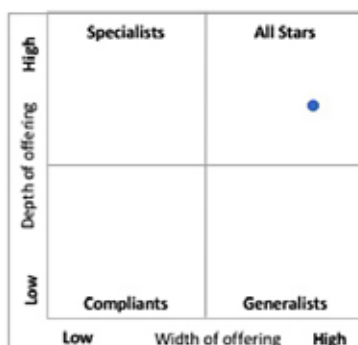 Specialists
All Stars
High
Depth of offering
Low
Compliants
Generalists
Low
Width of offering
High